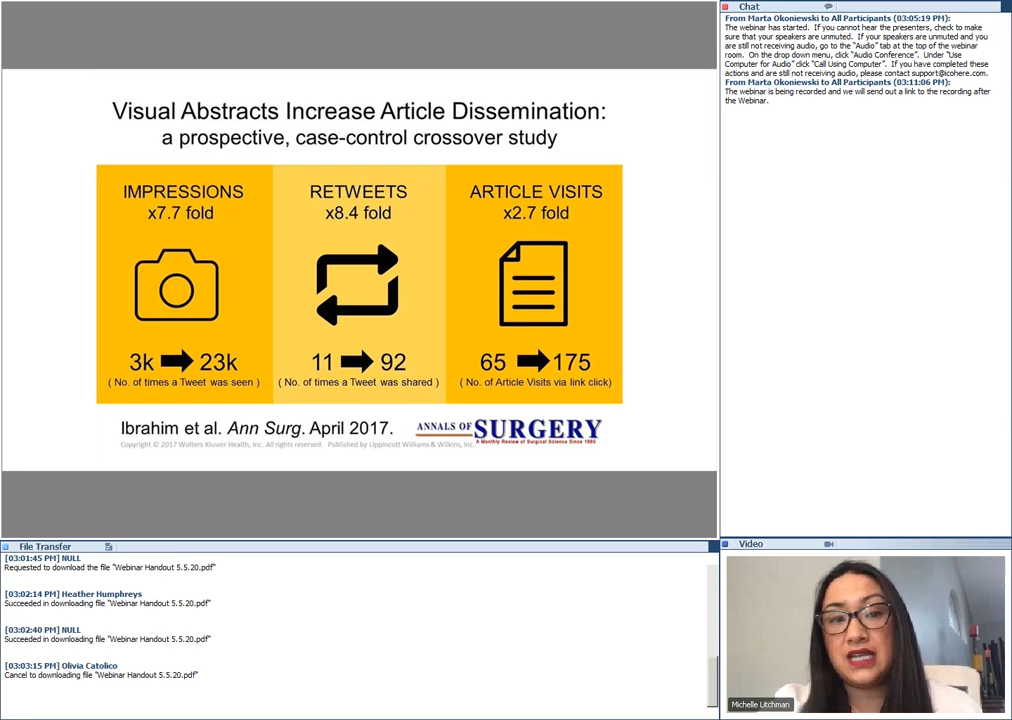 Visual Abstracts Increase Article Dissemination:
a prospective, case-control crossover study
IMPRESSIONS
x7.7 fold
3k 23k
( No. of times a Tweet was seen )
RETWEETS
x8.4 fold
11 92
( No. of times a Tweet was shared )
ARTICLE VISITS
x2.7 fold
65 175
(No. of Article Visits via link click)
Ibrahim et al. Ann Surg. April 2017.
ANNALS OF SURGERY
A Monthly Review of Surgical Science Since 1885
Copyright © 2017 Wolters Kluwer Health, Inc. All rights reserved. Published by Lippincott Williams & Wilkins, Inc.
Chat
From Marta Okoniewski to All Participants (03:05:19 PM):
The webinar has started. If you cannot hear the presenters, check to make
sure that your speakers are unmuted. If your speakers are unmuted and you
are still not receiving audio, go to the "Audio" tab at the top of the webinar
room. On the drop down menu, click "Audio Conference". Under "Use
Computer for Audio" click "Call Using Computer". If you have completed these
actions and are still not receiving audio, please contact support@icohere.com.
From Marta Okoniewski to All Participants (03:11:06 PM):
The webinar is being recorded and we will send out a link to the recording after
the Webinar.
File Transfer
[03:01:45 PM] NULL
Requested to download the file "Webinar Handout 5.5.20.pdf"
[03:02:14 PM] Heather Humphreys
Succeeded in downloading file "Webinar Handout 5.5.20.pdf"
[03:02:40 PM] NULL
Succeeded in downloading file "Webinar Handout 5.5.20.pdf"
[03:03:15 PM] Olivia Catolico
Cancel to downloading file "Webinar Handout 5.5.20.pdf"
Video
Michelle Litchman